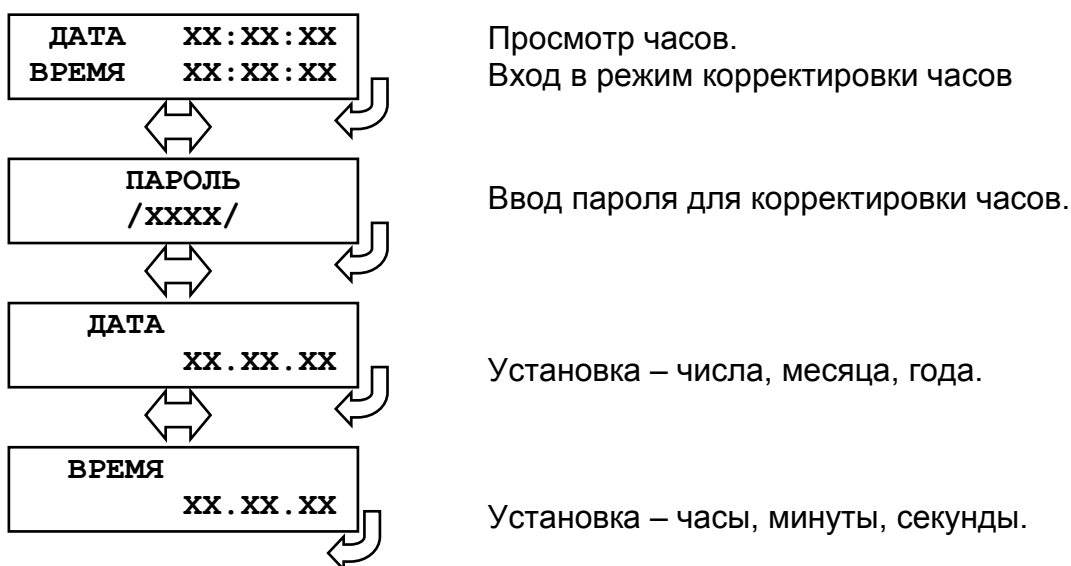 ДАТА XX:XX:XX
ВРЕМЯ XX:XX:XX
Просмотр часов.
Вход в режим корректировки часов
ПАРОЛЬ
/XXXX/
Ввод пароля для корректировки часов.
ДАТА
XX.XX.XX
Установка – числа, месяца, года.
ВРЕМЯ
XX.XX.XX
Установка – часы, минуты, секунды.